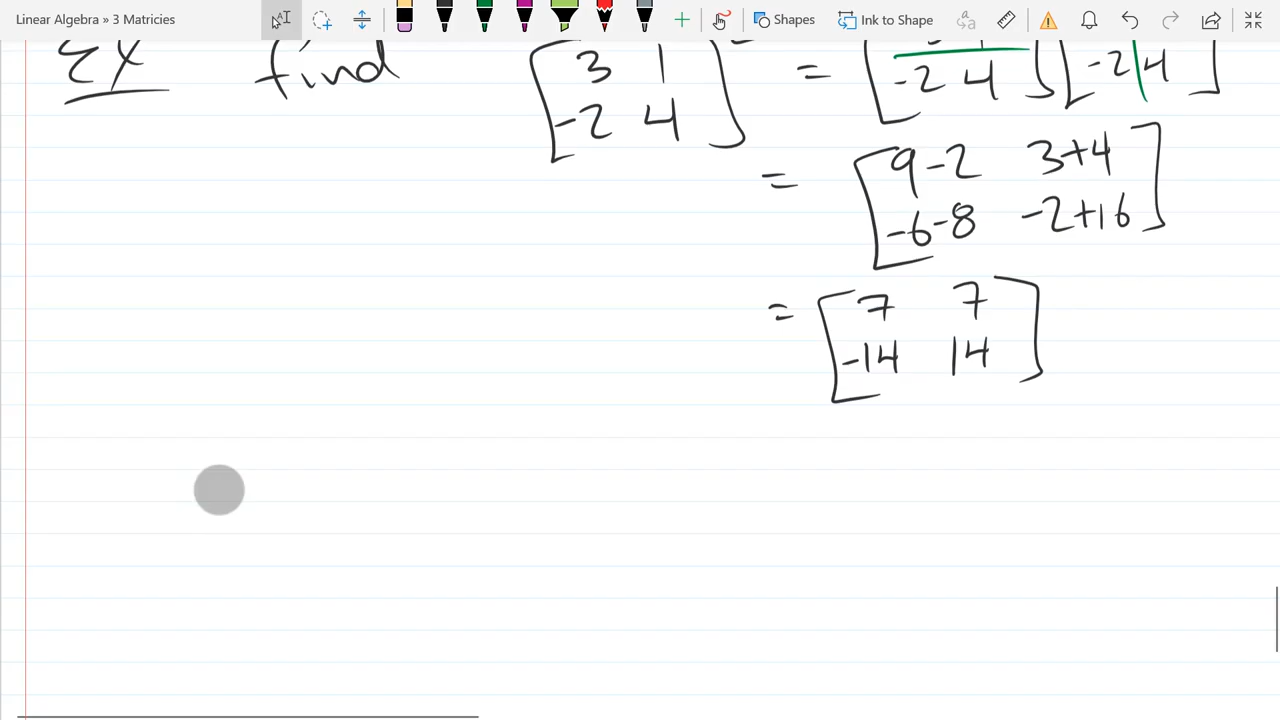 Linear Algebra » 3 Matricies
Shapes
Ink to Shape
Ex find
3 1
-2 4
=
-2 4
-2 4
=
9-2 3+4
-6-8 -2+16
=
7 7
-14 14